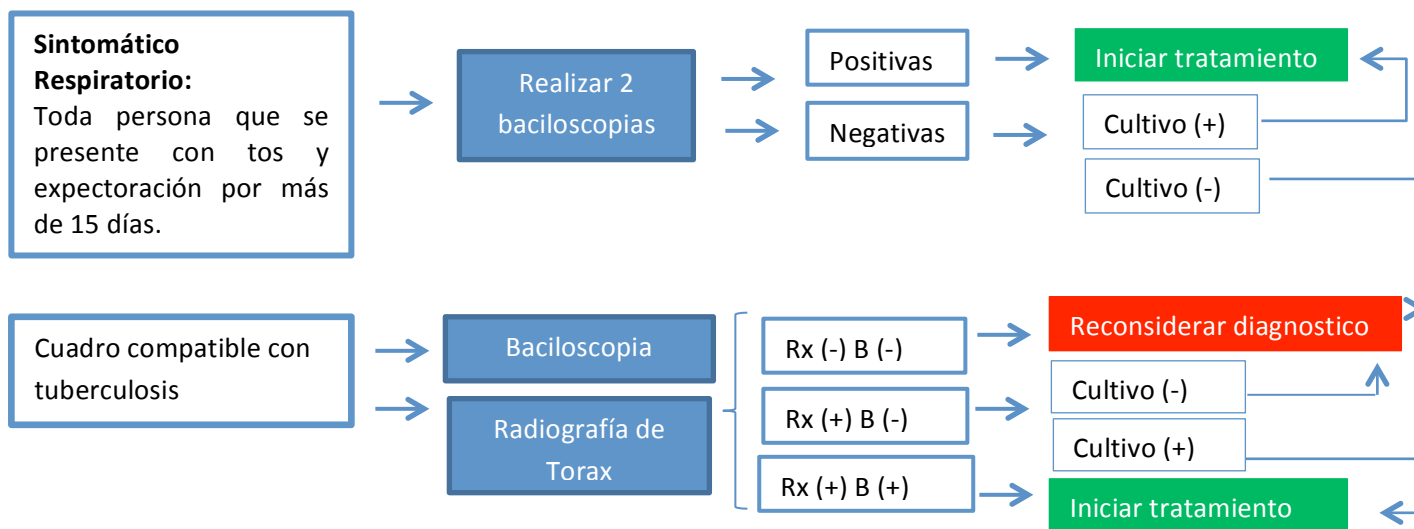 Sintomático
Respiratorio:
Toda persona que se
presente con tos y
expectoración por más
de 15 días.
Realizar 2
baciloscopias
Positivas
Negativas
Iniciar tratamiento
Cultivo (+)
Cultivo (-)
Cuadro compatible con
tuberculosis
Baciloscopia
Radiografía de
Torax
Rx (-) B (-)
Rx (+) B (-)
Rx (+) B (+)
Reconsiderar diagnostico
Cultivo (-)
Cultivo (+)
Iniciar tratamiento